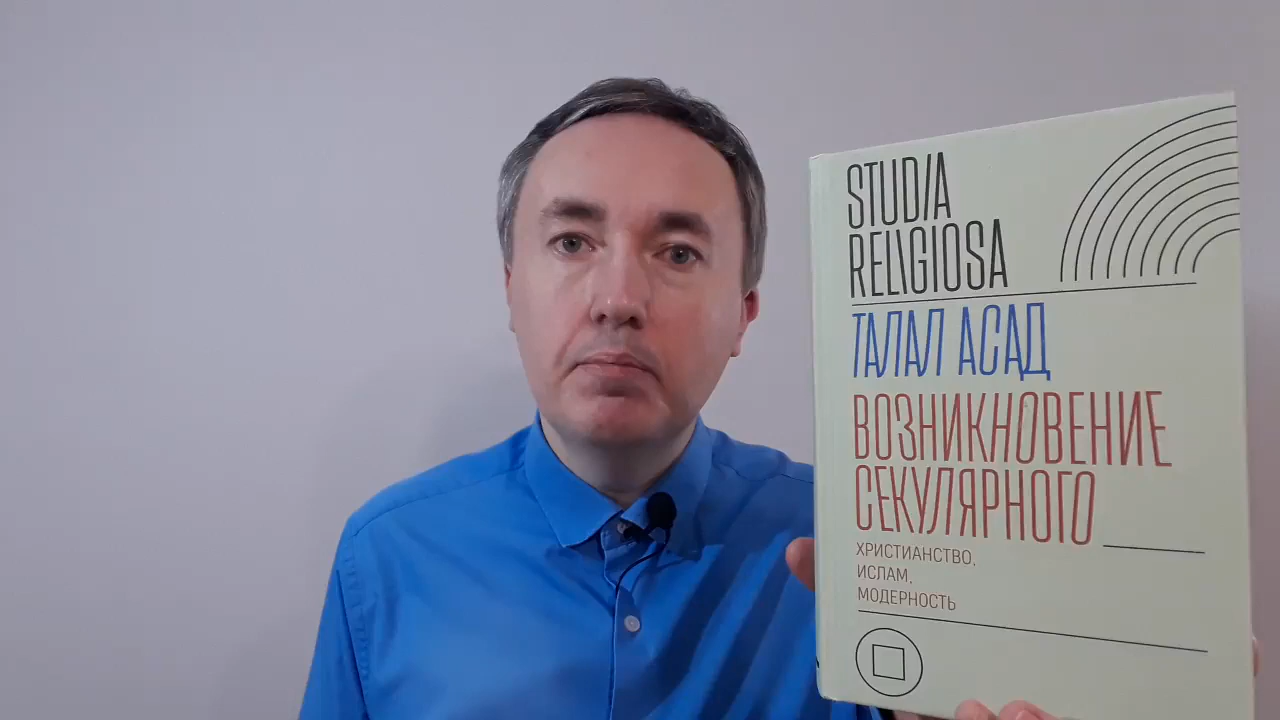 STUDIA
RELIGIOSA
ТАЛАЛ АСАД
ВОЗНИКНОВЕНИЕ
СЕКУЛЯРНОГО
ХРИСТИАНСТВО,
ИСЛАМ,
МОДЕРНОСТЬ